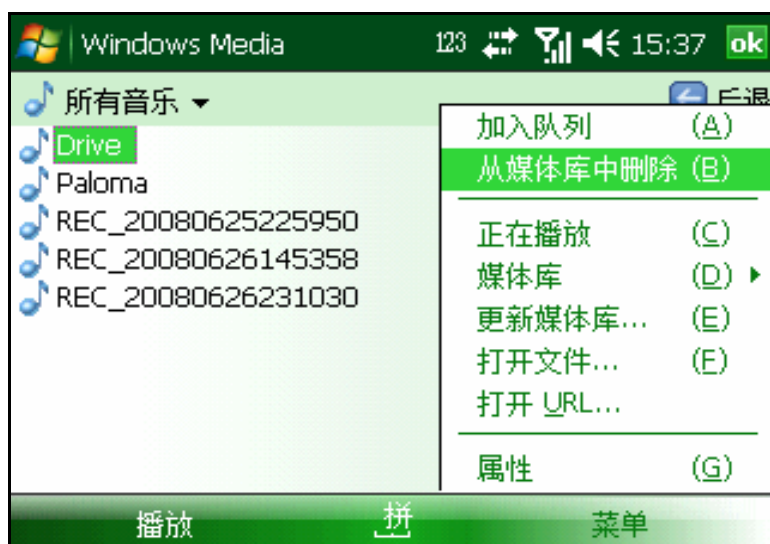 Windows Media 123 15:37 ok
所有音乐 后退
Drive
Paloma
REC_20080625225950
REC_20080626145358
REC_20080626231030
加入队列 (A)
从媒体库中删除 (B)
正在播放 (C)
媒体库 (D)
更新媒体库... (E)
打开文件... (F)
打开 URL...
属性 (G)
播放 拼 菜单